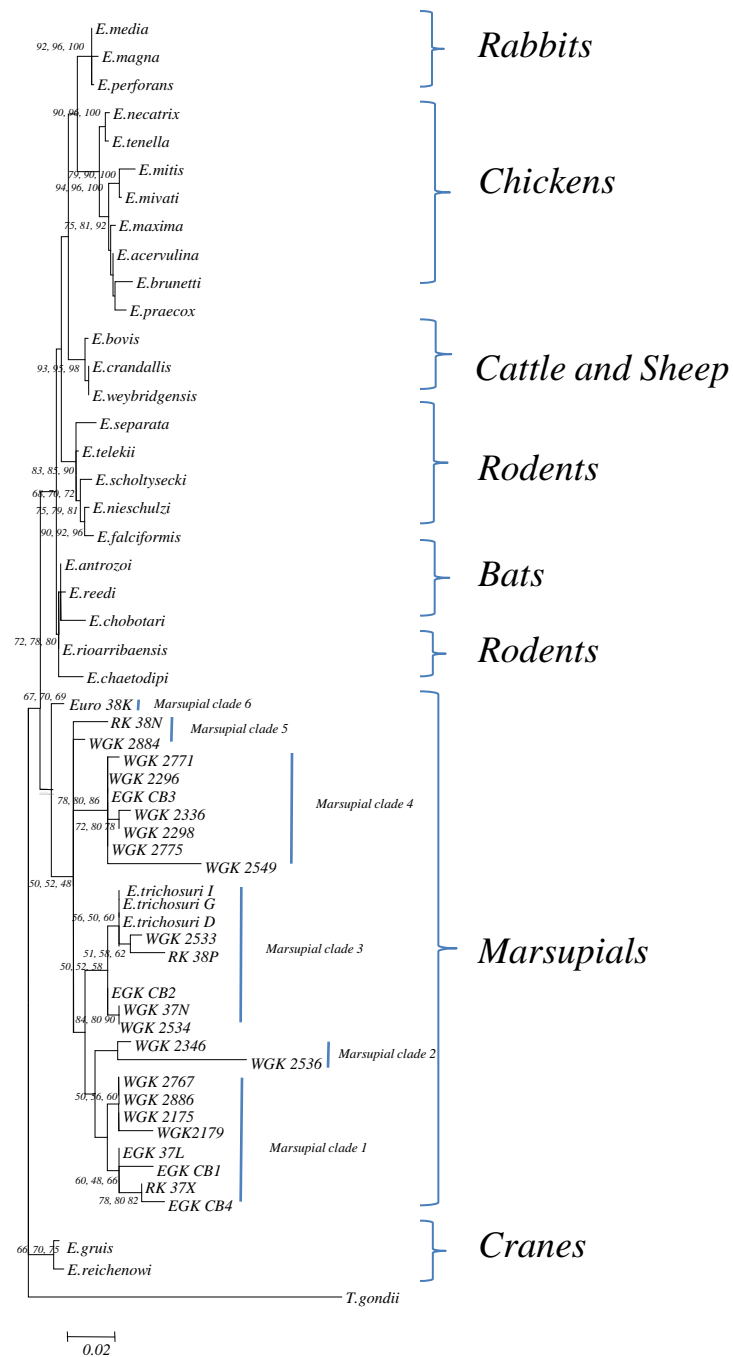 E.media
92, 96, 100
E.magna
E.perforans
Rabbits
90, 96, 100
E.necatrix
E.tenella
79, 90, 100
E.mitis
94, 96, 100
E.mivati
75, 81, 92
E.maxima
E.acervulina
E.brunetti
E.praecox
Chickens
E.bovis
93, 95, 98
E.crandallis
E.weybridgensis
Cattle and Sheep
E.separata
E.telekii
83, 85, 90
E.scholtysecki
68, 70, 72
E.nieschulzi
75, 79, 81
90, 92, 96
E.falciformis
Rodents
E.antrozoi
E.reedi
E.chobotari
Bats
72, 78, 80
E.rioarribaensis
E.chaetodipi
Rodents
67, 70, 69
Euro 38K
Marsupial clade 6
RK 38N
WGK 2884
Marsupial clade 5
WGK 2771
WGK 2296
78, 80, 86
EGK CB3
WGK 2336
72, 80 78
WGK 2298
WGK 2775
WGK 2549
Marsupial clade 4
50, 52, 48
E.trichosuri I
E.trichosuri G
56, 50, 60
E.trichosuri D
WGK 2533
51, 58, 62
RK 38P
50, 52, 58
EGK CB2
WGK 37N
84, 80 90
WGK 2534
Marsupial clade 3
WGK 2346
WGK 2536
Marsupial clade 2
WGK 2767
50, 56, 60
WGK 2886
WGK 2175
WGK2179
EGK 37L
60, 48, 66
EGK CB1
RK 37X
78, 80 82
EGK CB4
Marsupial clade 1
Marsupials
66, 70, 75
E.gruis
E.reichenowi
Cranes
T.gondii
0.02